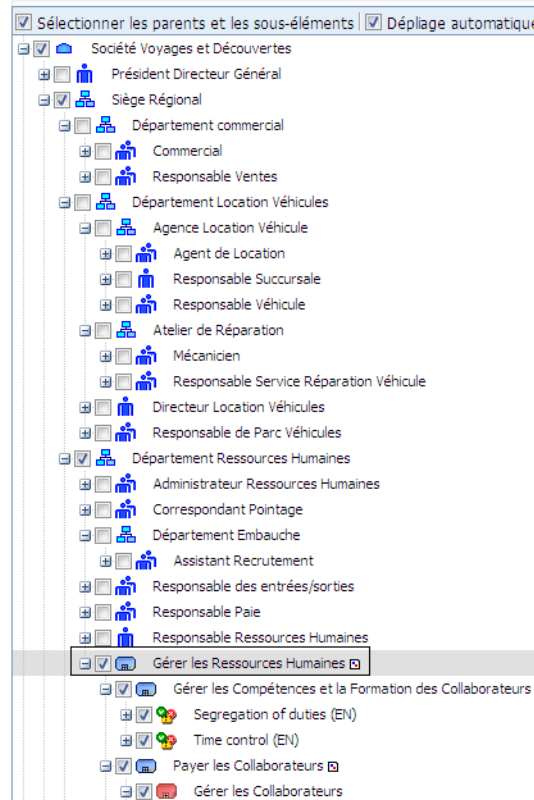 Sélectionner les parents et les sous-éléments Dépliage automatique
Société Voyages et Découvertes
Président Directeur Général
Siège Régional
Département commercial
Commercial
Responsable Ventes
Département Location Véhicules
Agence Location Véhicule
Agent de Location
Responsable Succursale
Responsable Véhicule
Atelier de Réparation
Mécanicien
Responsable Service Réparation Véhicule
Directeur Location Véhicules
Responsable de Parc Véhicules
Département Ressources Humaines
Administrateur Ressources Humaines
Correspondant Pointage
Département Embauche
Assistant Recrutement
Responsable des entrées/sorties
Responsable Paie
Responsable Ressources Humaines
Gérer les Ressources Humaines
Gérer les Compétences et la Formation des Collaborateurs
Segregation of duties (EN)
Time control (EN)
Payer les Collaborateurs
Gérer les Collaborateurs